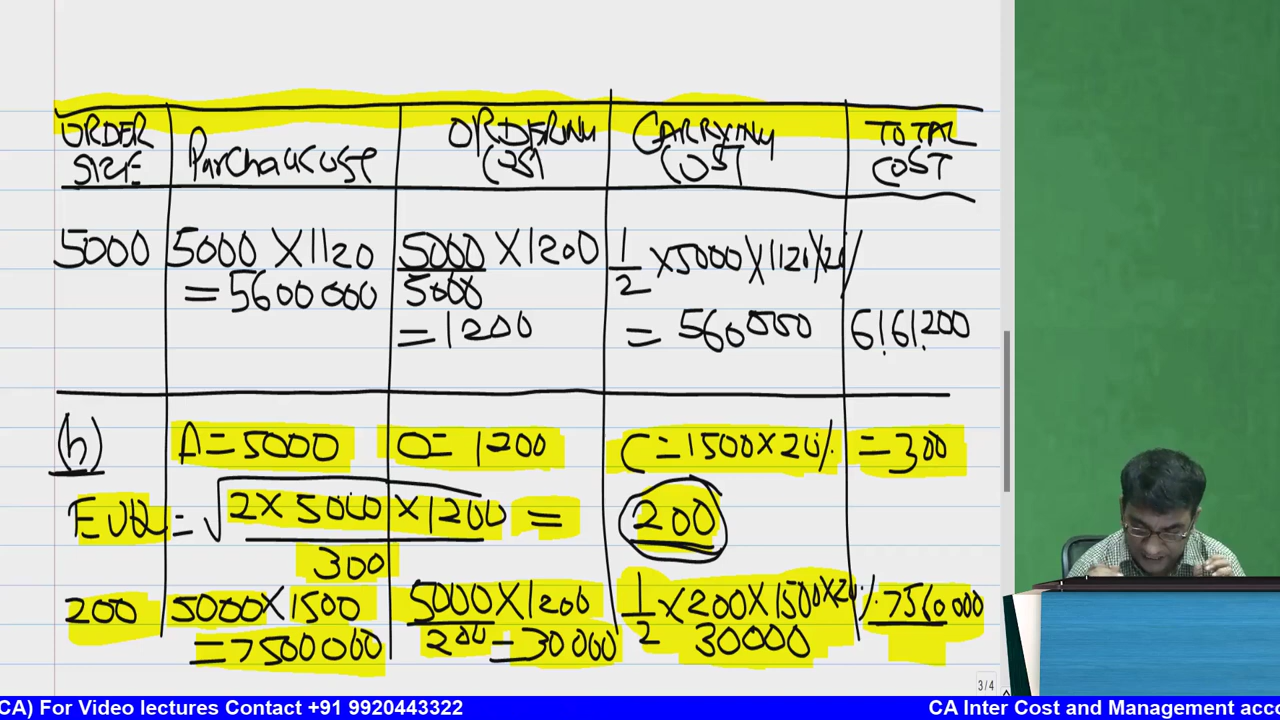 ORDER SIZE | Purchase Cost | ORDERING COST | CARRYING COST | TOTAL COST
5000 | 5000 X 1120 | 5000/5000 X 1200 | 1/2 X 5000 X 1120 X 20%
= 5600000 | = 1200 | = 560000 | 6161200
(b) A = 5000 O = 1200 C = 1500 X 20% = 300
EOQ = √(2 X 5000 X 1200 / 300) = 200
200 | 5000 X 1500 | 5000/200 X 1200 | 1/2 X 200 X 1500 X 20% | 7560000
= 7500000 | = 30000 | 30000
3/4
CA) For Video lectures Contact +91 9920443322 CA Inter Cost and Management acco